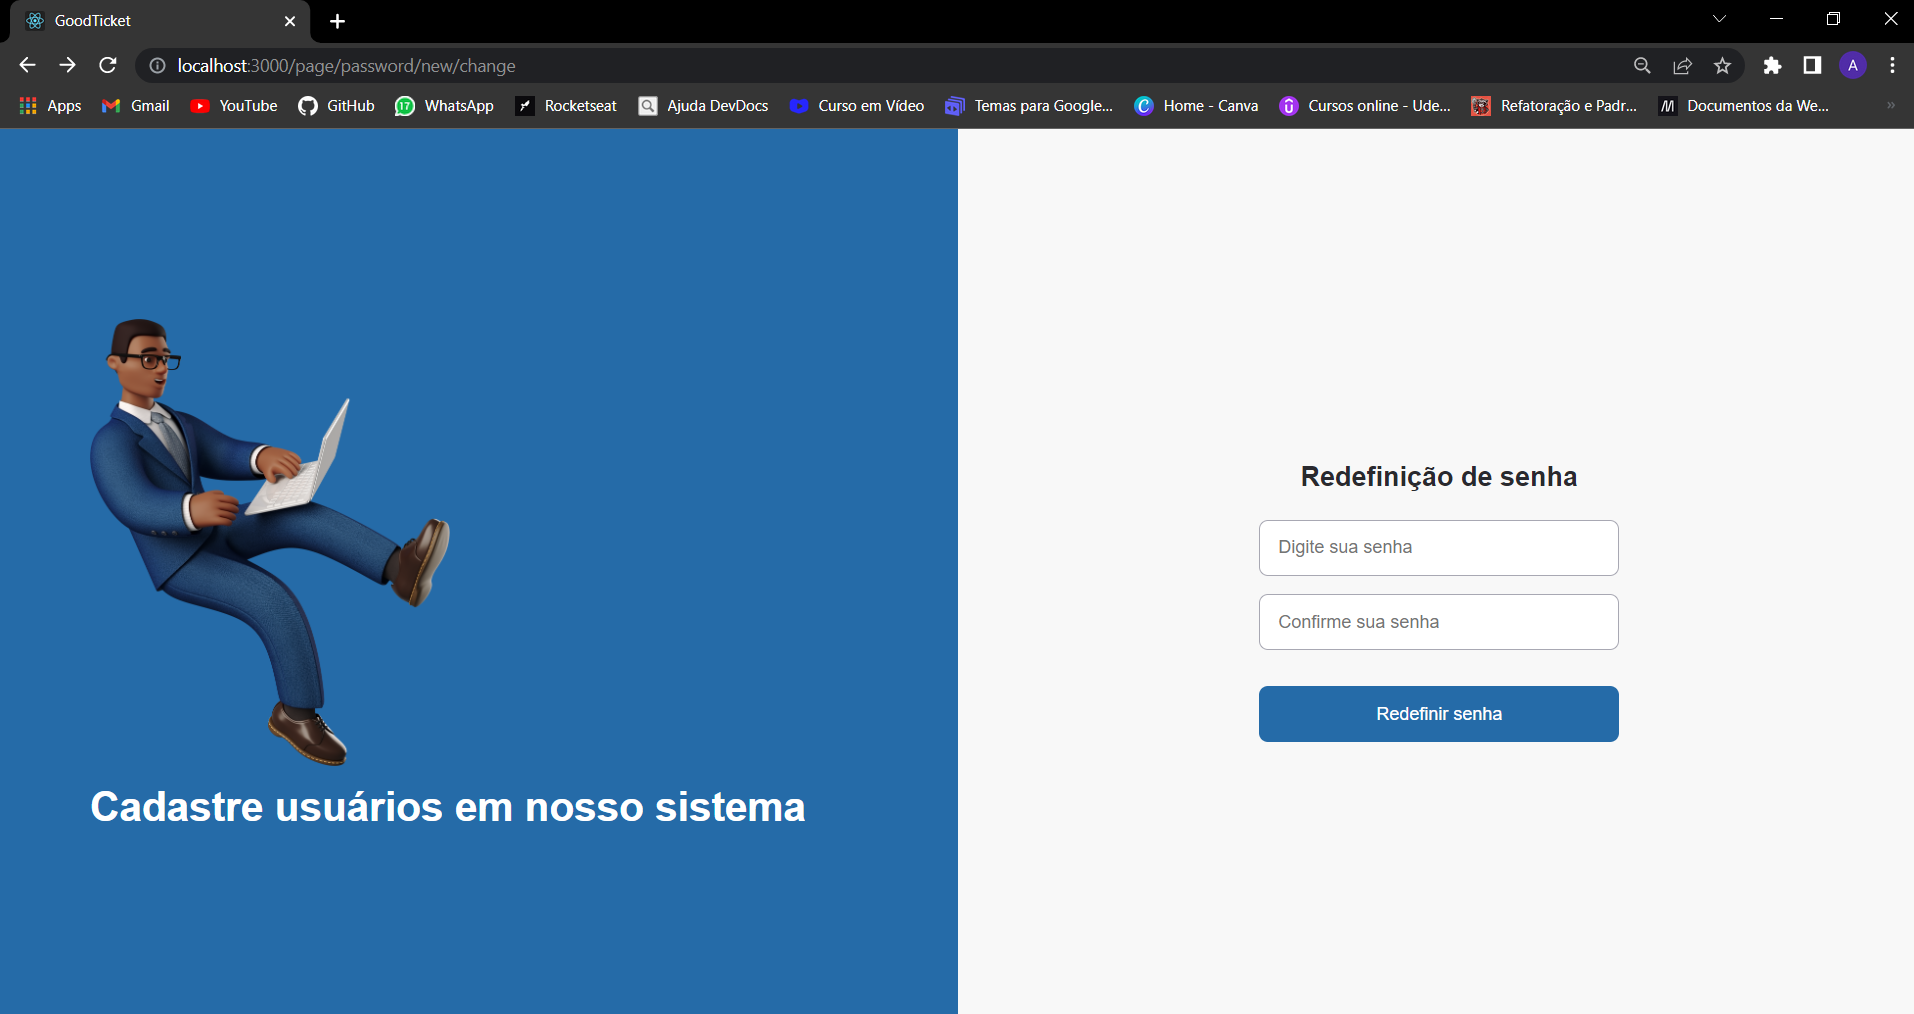 GoodTicket
localhost:3000/page/password/new/change
A
Apps Gmail YouTube GitHub 17 WhatsApp Rocketseat Ajuda DevDocs Curso em Vídeo Temas para Google... Home - Canva Cursos online - Ude... Refatoração e Padr... Documentos da We... »
Cadastre usuários em nosso sistema
Redefinição de senha
Digite sua senha
Confirme sua senha
Redefinir senha